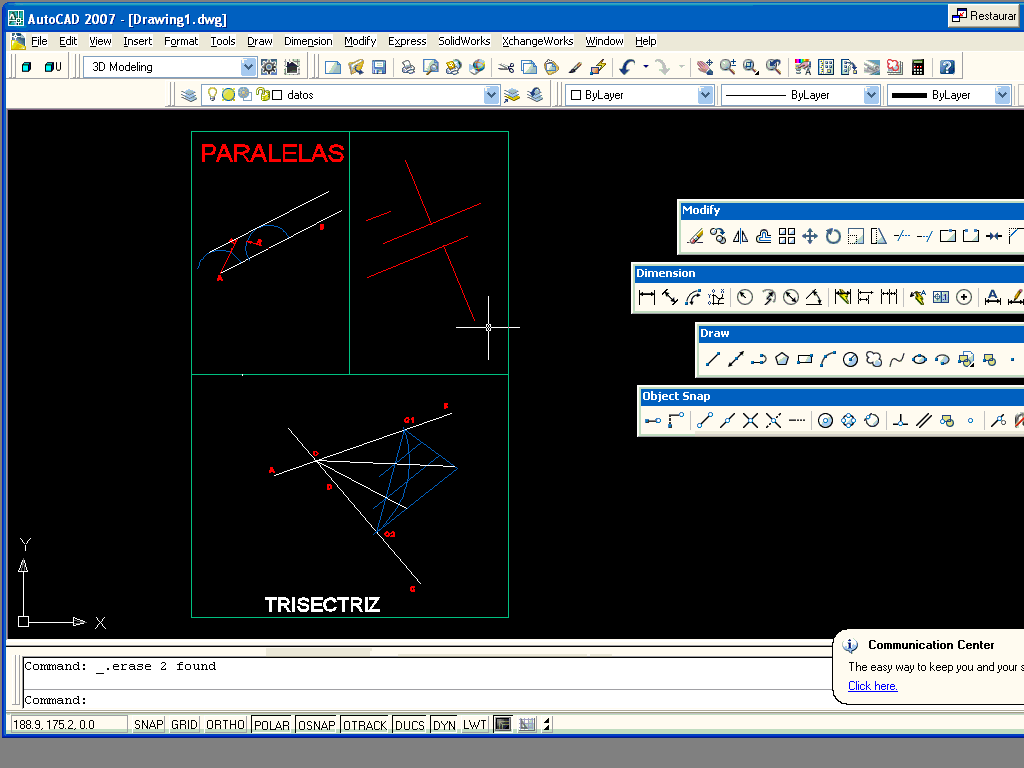 AutoCAD 2007 - [Drawing1.dwg]
Restaurar
File Edit View Insert Format Tools Draw Dimension Modify Express SolidWorks XchangeWorks Window Help
U
3D Modeling
datos
ByLayer
ByLayer
ByLayer
PARALELAS
A
R
B
Modify
Dimension
Draw
Object Snap
F
G1
A
D
G2
C
TRISECTRIZ
Y
X
Command: _.erase 2 found
Command:
Communication Center
The easy way to keep you and your s
Click here.
188.9, 175.2, 0.0
SNAP GRID ORTHO POLAR OSNAP OTRACK DUCS DYN LWT